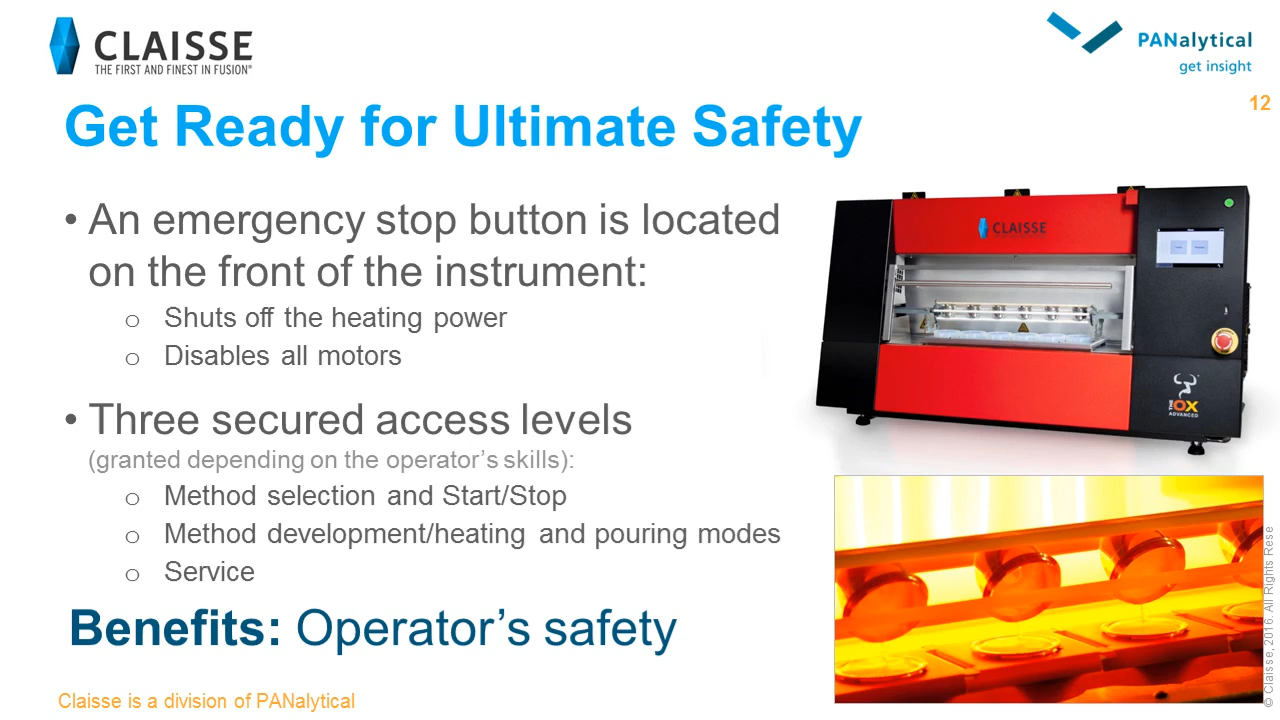 CLAISSE
THE FIRST AND FINEST IN FUSION®
PANalytical
get insight
12
Get Ready for Ultimate Safety
• An emergency stop button is located
on the front of the instrument:
o Shuts off the heating power
o Disables all motors
• Three secured access levels
(granted depending on the operator’s skills):
o Method selection and Start/Stop
o Method development/heating and pouring modes
o Service
Benefits: Operator’s safety
Claisse is a division of PANalytical
CLAISSE
THE OX
ADVANCED
© Claisse, 2016. All Rights Rese